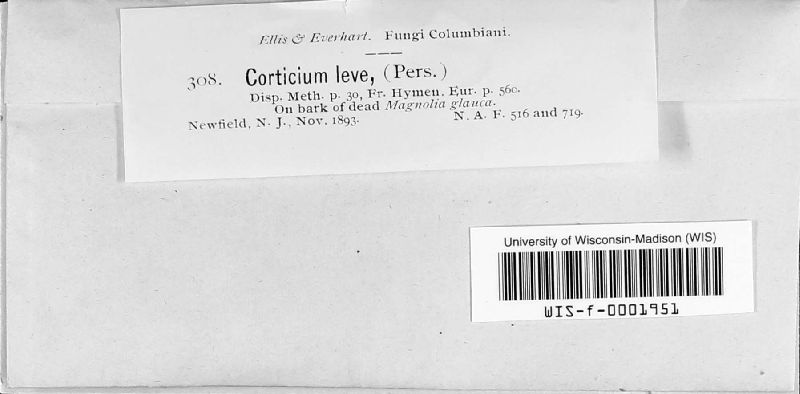 Ellis & Everhart. Fungi Columbiani.
308. Corticium leve, (Pers.)
Disp. Meth. p. 30, Fr. Hymen. Eur. p. 560.
On bark of dead Magnolia glauca.
Newfield, N. J., Nov. 1893. N. A. F. 516 and 719.
University of Wisconsin-Madison (WIS)
WIS-f-0001951